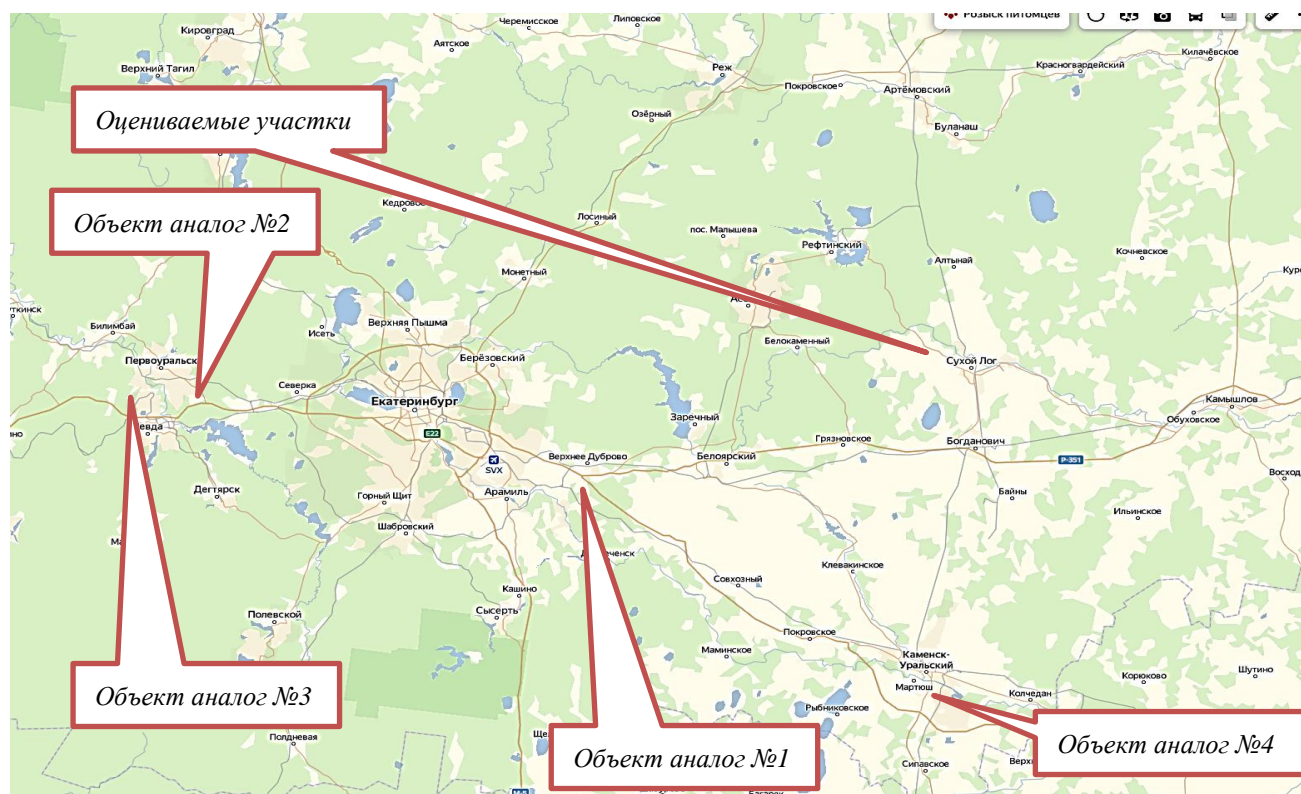 Розыск питомцев
Кировград
Черемисское
Липовское
Аятское
Килачёвское
Верхний Тагил
Реж
Красногвардейский
Покровское
Артёмовский
Оцениваемые участки
Озёрный
Буланаш
Кедровое
Объект аналог №2
Лосиный
пос. Малышева
Рефтинский
Кочневское
Алтынай
Монетный
Билимбай
Исеть
Верхняя Пышма
Белокаменный
Первоуральск
Берёзовский
Сухой Лог
Северка
Екатеринбург
Камышлов
Заречный
Обуховское
E22
Грязновское
Богданович
Верхнее Дуброво
Белоярский
P-351
SVX
Дегтярск
Горный Щит
Арамиль
Байны
Ильинское
Шабровский
Клевакинское
Совхозный
Кашино
Полевской
Сысерть
Покровское
Маминское
Каменск-
Уральский
Корюково
Шутино
Объект аналог №3
Мартюш
Колчедан
Рыбниковское
Полдневая
Объект аналог №1
Объект аналог №4
Сипавское